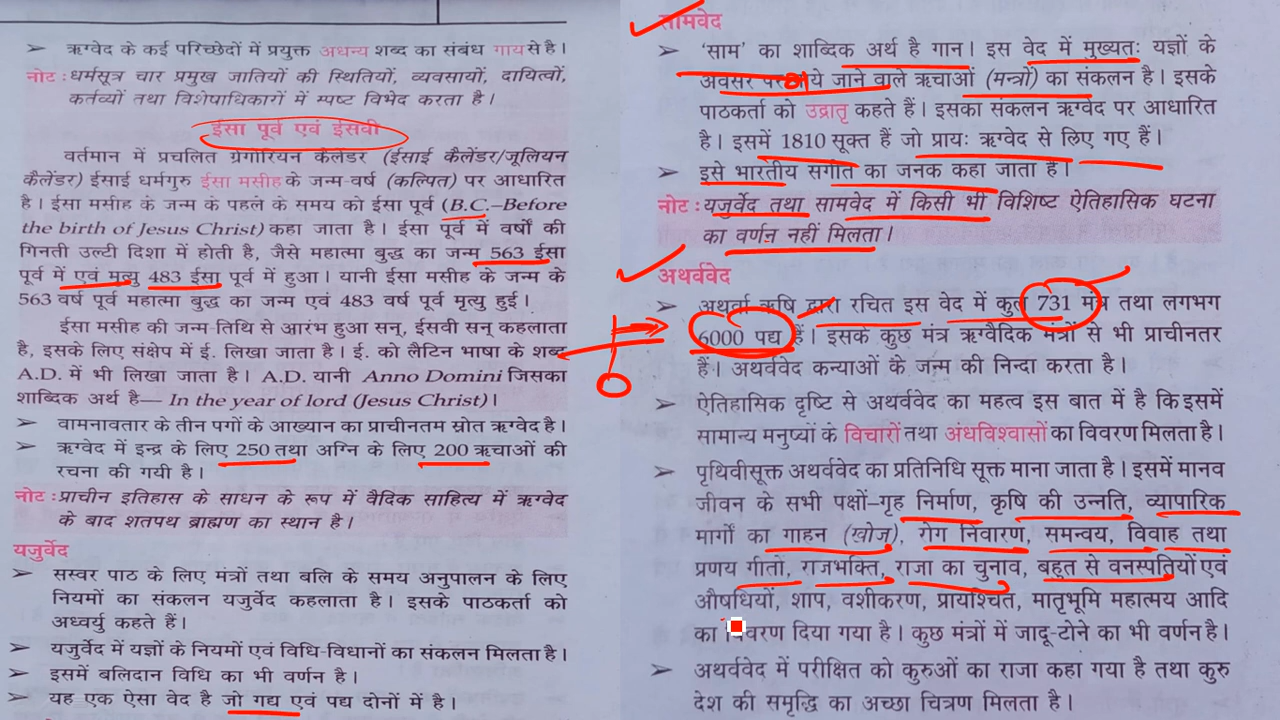 ➢ ऋग्वेद के कई परिच्छेदों में प्रयुक्त अधन्य शब्द का संबंध गाय से है।
नोट : धर्मसूत्र चार प्रमुख जातियों की स्थितियों, व्यवसायों, दायित्वों,
कर्तव्यों तथा विशेषाधिकारों में स्पष्ट विभेद करता है।
ईसा पूर्व एवं ईसवी
वर्तमान में प्रचलित ग्रेगोरियन कैलेंडर (ईसाई कैलेंडर/जूलियन
कैलेंडर) ईसाई धर्मगुरु ईसा मसीह के जन्म-वर्ष (कल्पित) पर आधारित
है। ईसा मसीह के जन्म के पहले के समय को ईसा पूर्व (B.C.–Before
the birth of Jesus Christ) कहा जाता है। ईसा पूर्व में वर्षों की
गिनती उल्टी दिशा में होती है, जैसे महात्मा बुद्ध का जन्म 563 ईसा
पूर्व में एवं मृत्यु 483 ईसा पूर्व में हुआ। यानी ईसा मसीह के जन्म के
563 वर्ष पूर्व महात्मा बुद्ध का जन्म एवं 483 वर्ष पूर्व मृत्यु हुई।
ईसा मसीह की जन्म-तिथि से आरंभ हुआ सन्, ईसवी सन् कहलाता
है, इसके लिए संक्षेप में ई. लिखा जाता है। ई. को लैटिन भाषा के शब्द
A.D. में भी लिखा जाता है। A.D. यानी Anno Domini जिसका
शाब्दिक अर्थ है— In the year of lord (Jesus Christ)।
➢ वामनावतार के तीन पगों के आख्यान का प्राचीनतम स्रोत ऋग्वेद है।
➢ ऋग्वेद में इन्द्र के लिए 250 तथा अग्नि के लिए 200 ऋचाओं की
रचना की गयी है।
नोट : प्राचीन इतिहास के साधन के रूप में वैदिक साहित्य में ऋग्वेद
के बाद शतपथ ब्राह्मण का स्थान है।
यजुर्वेद
➢ सस्वर पाठ के लिए मंत्रों तथा बलि के समय अनुपालन के लिए
नियमों का संकलन यजुर्वेद कहलाता है। इसके पाठकर्ता को
अध्वर्यु कहते हैं।
➢ यजुर्वेद में यज्ञों के नियमों एवं विधि-विधानों का संकलन मिलता है।
➢ इसमें बलिदान विधि का भी वर्णन है।
➢ यह एक ऐसा वेद है जो गद्य एवं पद्य दोनों में है।
सामवेद
➢ 'साम' का शाब्दिक अर्थ है गान। इस वेद में मुख्यतः यज्ञों के
अवसर पर गाये जाने वाले ऋचाओं (मन्त्रों) का संकलन है। इसके
पाठकर्ता को उद्रातृ कहते हैं। इसका संकलन ऋग्वेद पर आधारित
है। इसमें 1810 सूक्त हैं जो प्रायः ऋग्वेद से लिए गए हैं।
➢ इसे भारतीय संगीत का जनक कहा जाता है।
नोट : यजुर्वेद तथा सामवेद में किसी भी विशिष्ट ऐतिहासिक घटना
का वर्णन नहीं मिलता।
अथर्ववेद
➢ अथर्वा ऋषि द्वारा रचित इस वेद में कुल 731 मंत्र तथा लगभग
6000 पद्य हैं। इसके कुछ मंत्र ऋग्वैदिक मंत्रों से भी प्राचीनतर
हैं। अथर्ववेद कन्याओं के जन्म की निन्दा करता है।
➢ ऐतिहासिक दृष्टि से अथर्ववेद का महत्व इस बात में है कि इसमें
सामान्य मनुष्यों के विचारों तथा अंधविश्वासों का विवरण मिलता है।
➢ पृथिवीसूक्त अथर्ववेद का प्रतिनिधि सूक्त माना जाता है। इसमें मानव
जीवन के सभी पक्षों–गृह निर्माण, कृषि की उन्नति, व्यापारिक
मार्गों का गाहन (खोज), रोग निवारण, समन्वय, विवाह तथा
प्रणय गीतों, राजभक्ति, राजा का चुनाव, बहुत से वनस्पतियों एवं
औषधियों, शाप, वशीकरण, प्रायश्चित, मातृभूमि महात्मय आदि
का विवरण दिया गया है। कुछ मंत्रों में जादू-टोने का भी वर्णन है।
➢ अथर्ववेद में परीक्षित को कुरुओं का राजा कहा गया है तथा कुरु
देश की समृद्धि का अच्छा चित्रण मिलता है।